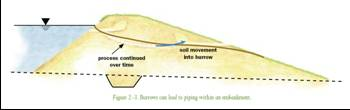 soil movement
into burrow
process continued
over time
Figure 2-3. Burrows can lead to piping within an embankment.